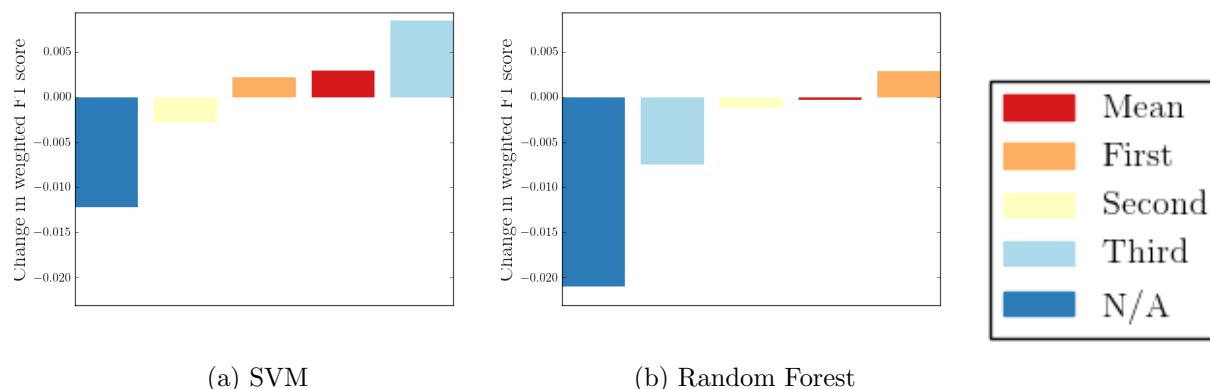 Change in weighted F1 score
0.005
0.000
−0.005
−0.010
−0.015
−0.020
(a) SVM
Change in weighted F1 score
0.005
0.000
−0.005
−0.010
−0.015
−0.020
(b) Random Forest
Mean
First
Second
Third
N/A